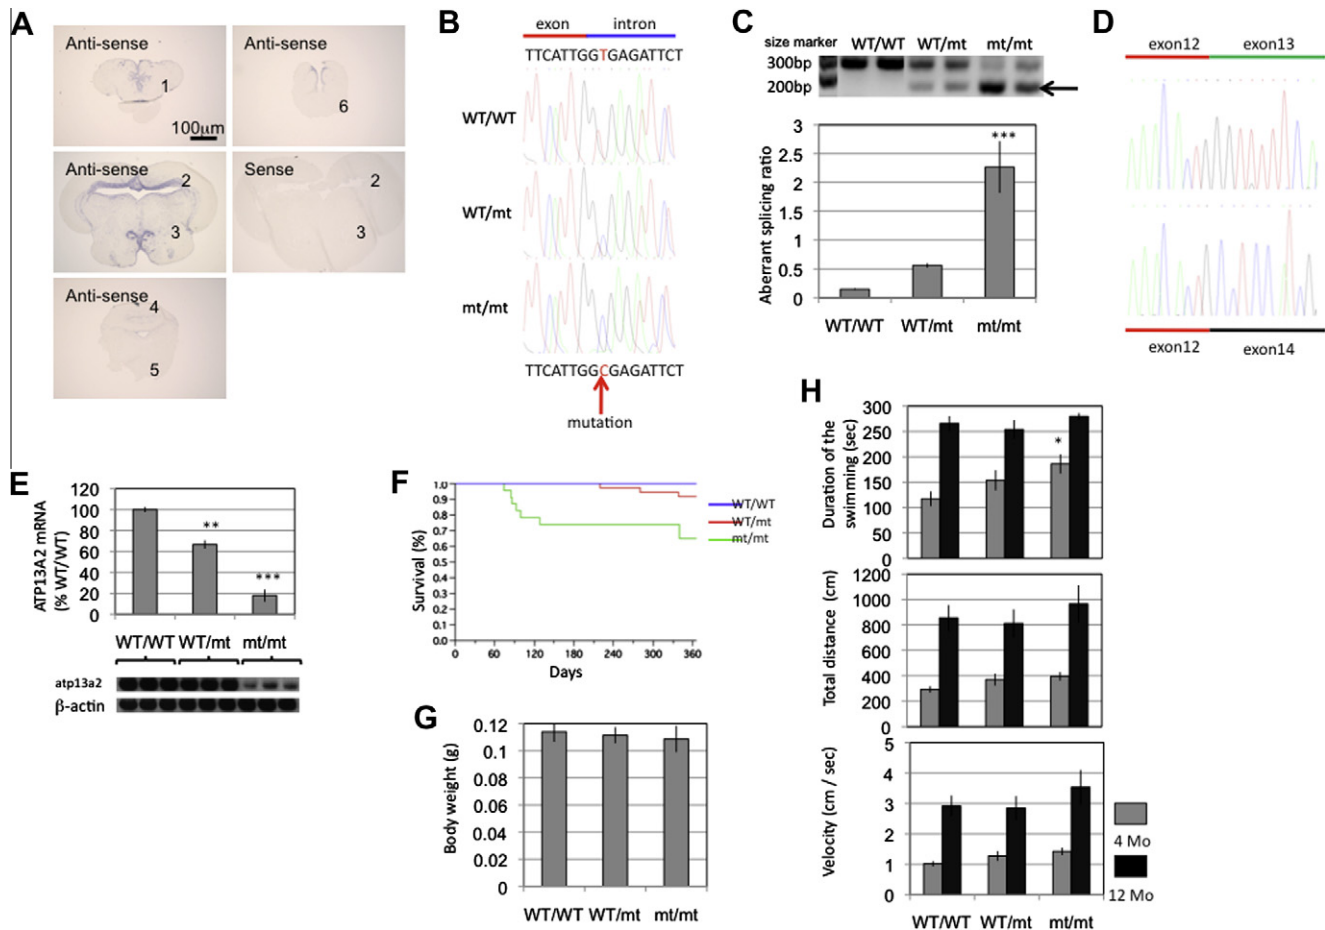 A
Anti-sense
1
100µm
Anti-sense
6
Anti-sense
2
3
Sense
2
3
Anti-sense
4
5
B
exon intron
TTCATTGGTGAGATTCT
WT/WT
WT/mt
mt/mt
TTCATTGGCGAGATTCT
mutation
C
size marker WT/WT WT/mt mt/mt
300bp
200bp
Aberrant splicing ratio
3
2.5
2
1.5
1
0.5
0
***
WT/WT WT/mt mt/mt
D
exon12 exon13
exon12 exon14
E
ATP13A2 mRNA
(% WT/WT)
120
100
80
60
40
20
0
**
***
WT/WT WT/mt mt/mt
atp13a2
β-actin
F
Survival (%)
1.0
0.9
0.8
0.7
0.6
0.5
0.4
0.3
0.2
0.1
0.0
0 60 120 180 240 300 360
Days
WT/WT
WT/mt
mt/mt
G
Body weight (g)
0.12
0.1
0.08
0.06
0.04
0.02
0
WT/WT WT/mt mt/mt
H
Duration of the
swimming (sec)
300
250
200
150
100
50
0
*
Total distance (cm)
1200
1000
800
600
400
200
0
Velocity (cm / sec)
5
4
3
2
1
0
WT/WT WT/mt mt/mt
4 Mo
12 Mo